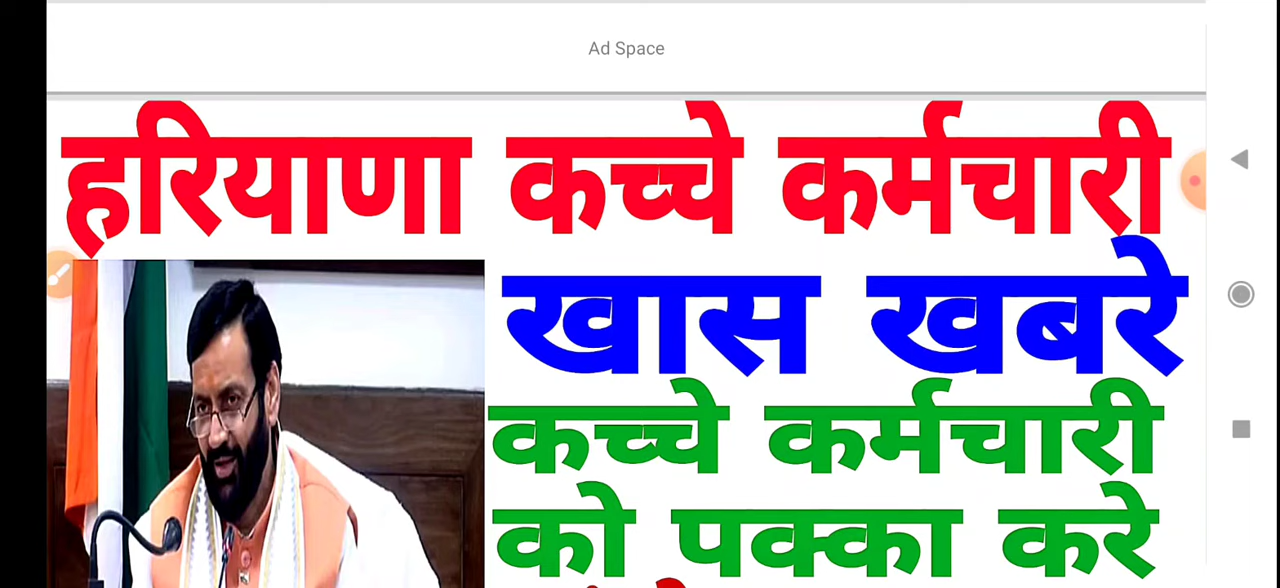 Ad Space
हरियाणा कच्चे कर्मचारी
खास खबरे
कच्चे कर्मचारी
को पक्का करे